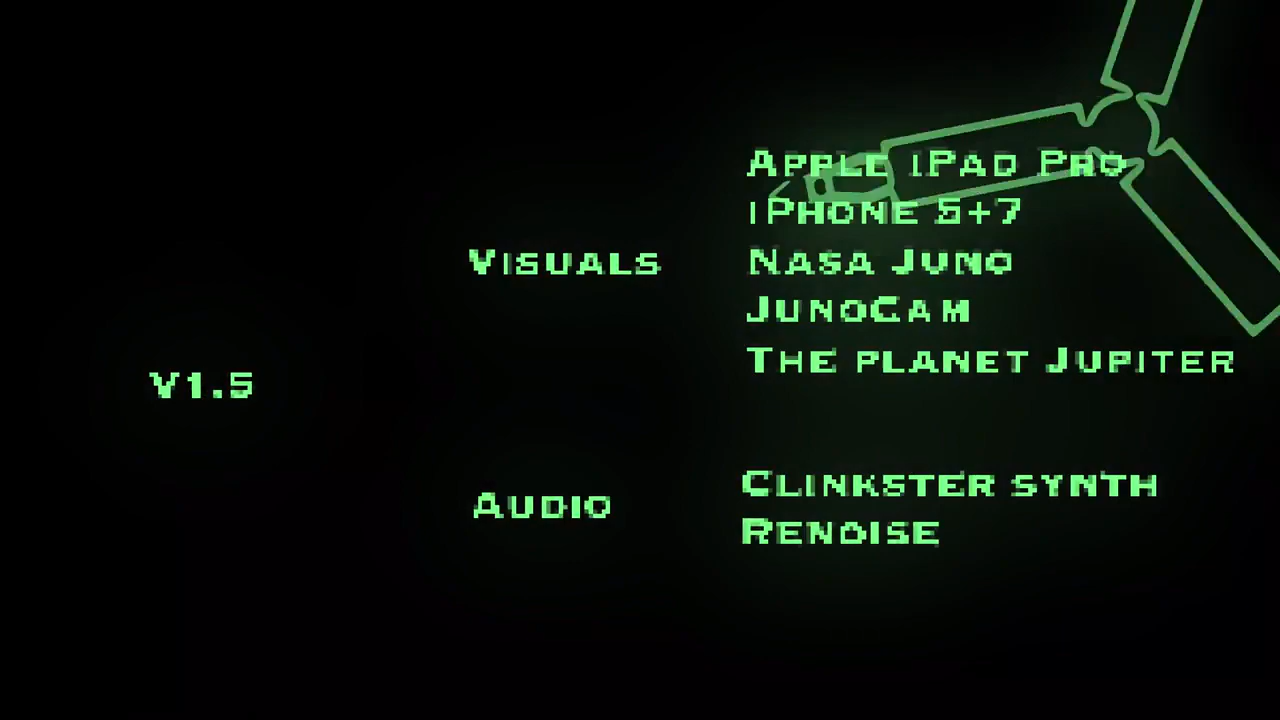 V1.5
Visuals
Apple iPad Pro
iPhone 5+7
Nasa Juno
JunoCam
The planet Jupiter
Audio
Clinkster synth
Renoise